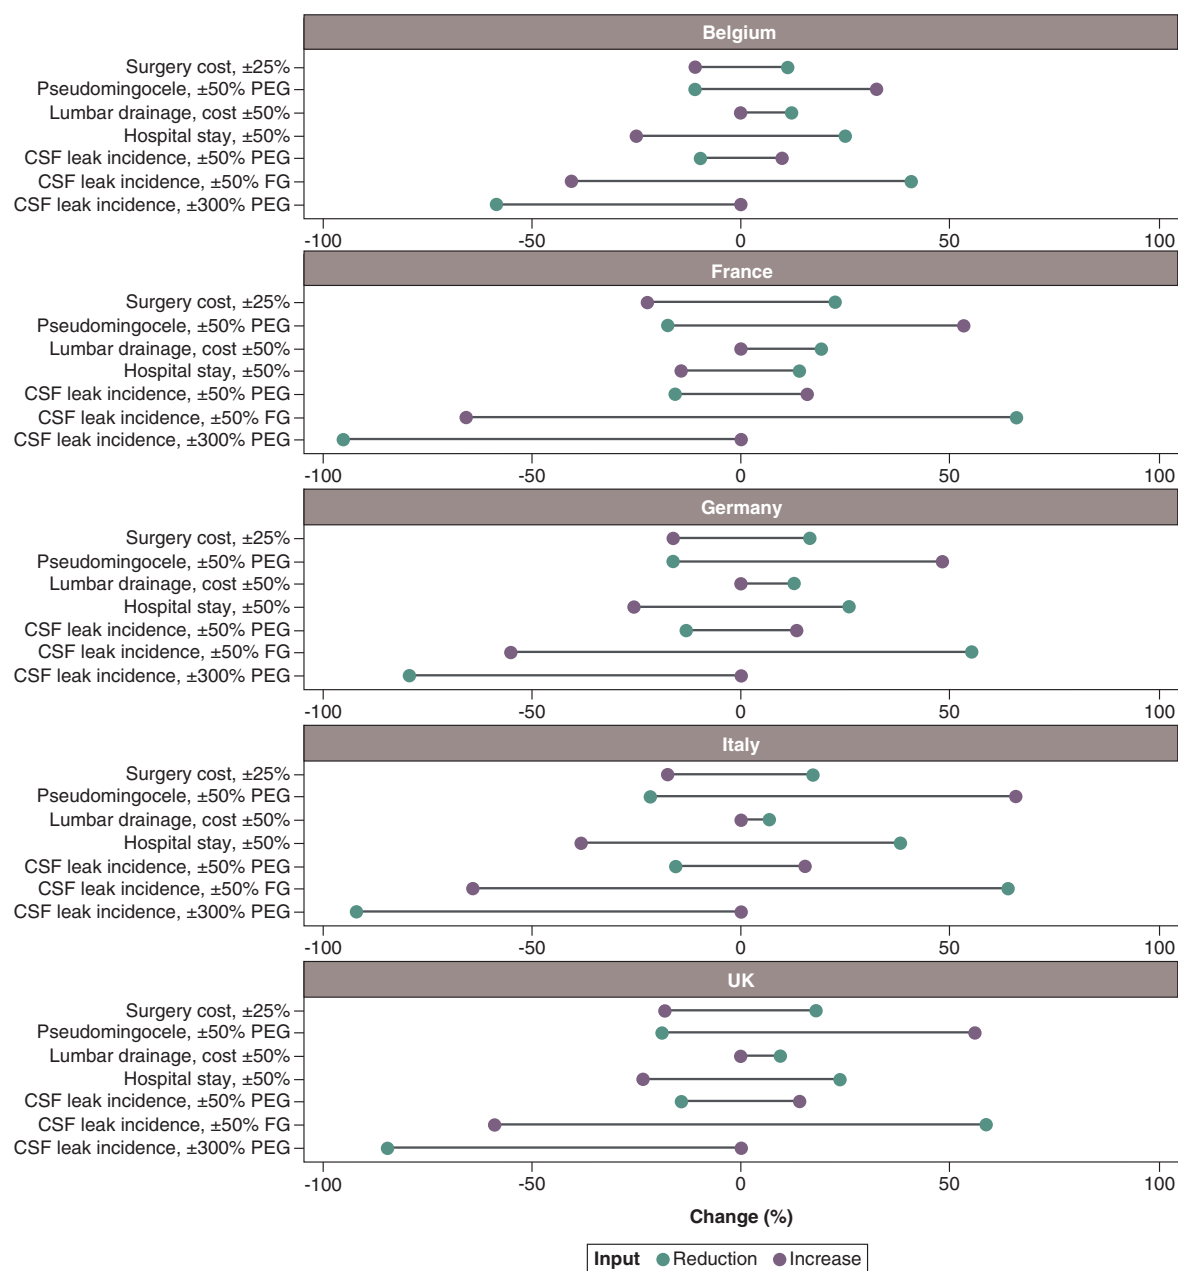 Belgium
Surgery cost, ±25%
Pseudomingocele, ±50% PEG
Lumbar drainage, cost ±50%
Hospital stay, ±50%
CSF leak incidence, ±50% PEG
CSF leak incidence, ±50% FG
CSF leak incidence, ±300% PEG
-100 -50 0 50 100
France
Surgery cost, ±25%
Pseudomingocele, ±50% PEG
Lumbar drainage, cost ±50%
Hospital stay, ±50%
CSF leak incidence, ±50% PEG
CSF leak incidence, ±50% FG
CSF leak incidence, ±300% PEG
-100 -50 0 50 100
Germany
Surgery cost, ±25%
Pseudomingocele, ±50% PEG
Lumbar drainage, cost ±50%
Hospital stay, ±50%
CSF leak incidence, ±50% PEG
CSF leak incidence, ±50% FG
CSF leak incidence, ±300% PEG
-100 -50 0 50 100
Italy
Surgery cost, ±25%
Pseudomingocele, ±50% PEG
Lumbar drainage, cost ±50%
Hospital stay, ±50%
CSF leak incidence, ±50% PEG
CSF leak incidence, ±50% FG
CSF leak incidence, ±300% PEG
-100 -50 0 50 100
UK
Surgery cost, ±25%
Pseudomingocele, ±50% PEG
Lumbar drainage, cost ±50%
Hospital stay, ±50%
CSF leak incidence, ±50% PEG
CSF leak incidence, ±50% FG
CSF leak incidence, ±300% PEG
-100 -50 0 50 100
Change (%)
Input Reduction Increase